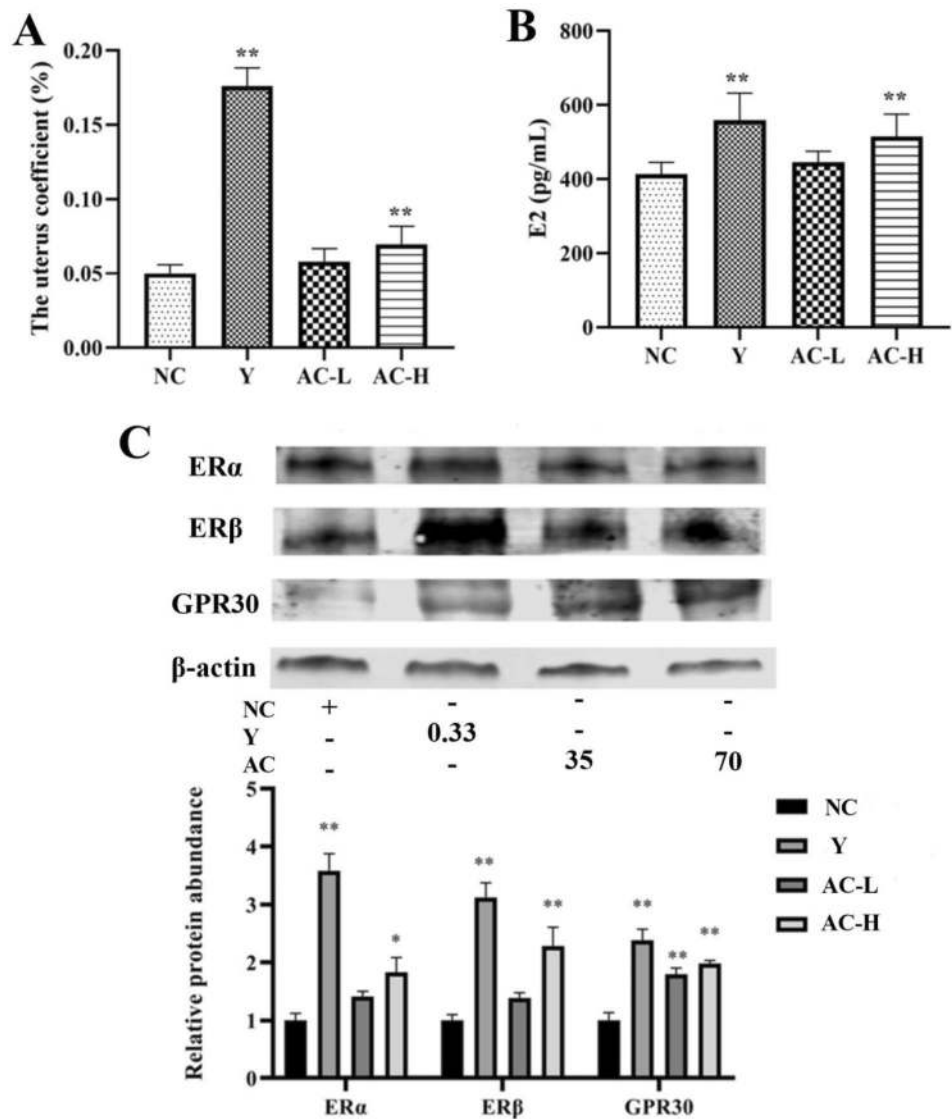 A
The uterus coefficient (%)
0.20
0.15
0.10
0.05
0.00
**
**
NC Y AC-L AC-H
B
E2 (pg/mL)
800
600
400
200
0
**
**
NC Y AC-L AC-H
C
ERα
ERβ
GPR30
β-actin
NC + - - -
Y - 0.33 - -
AC - - 35 70
Relative protein abundance
5
4
3
2
1
0
** * ** ** ** ** **
ERα ERβ GPR30
NC
Y
AC-L
AC-H